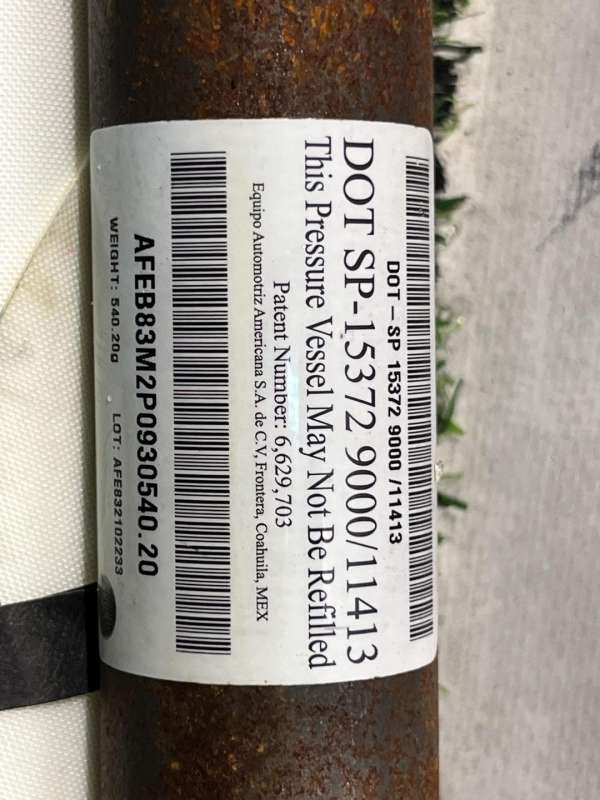 DOT - SP 15372 9000 /11413
DOT SP-15372 9000/11413
This Pressure Vessel May Not Be Refilled
Patent Number: 6,629,703
Equipo Automotriz Americana S.A. de C.V, Frontera, Coahuila, MEX
AFEB83M2P0930540.20
WEIGHT: 540.20g LOT: AFE832102233